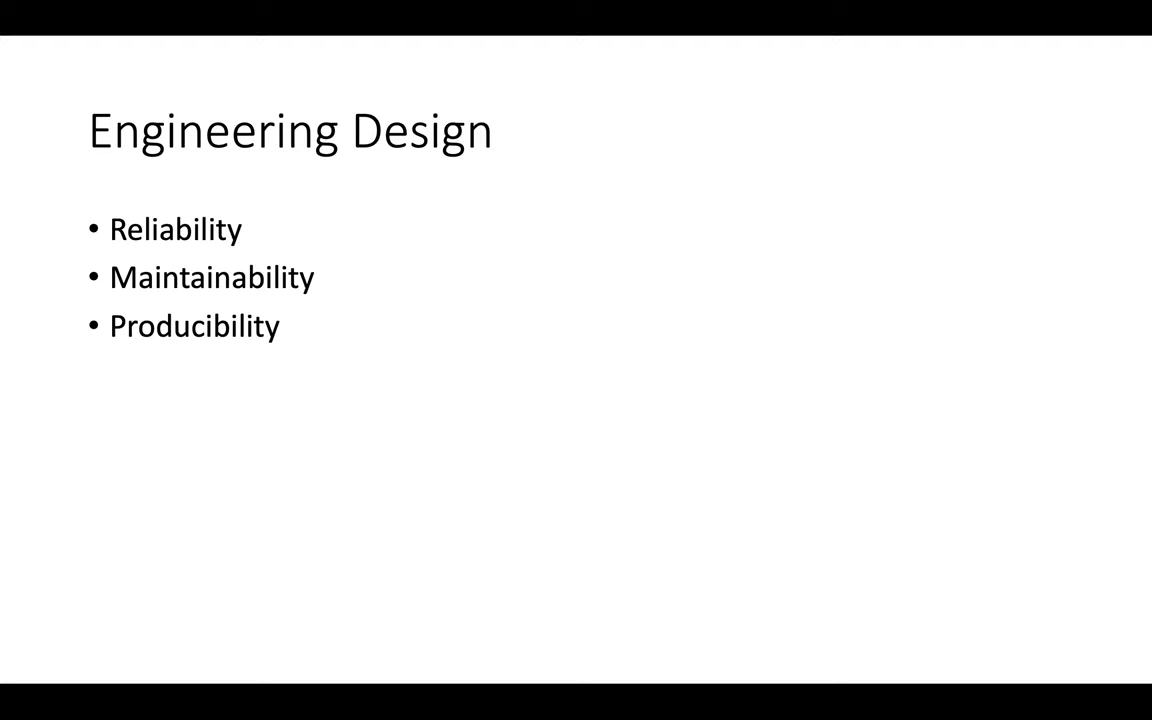 Engineering Design
• Reliability
• Maintainability
• Producibility